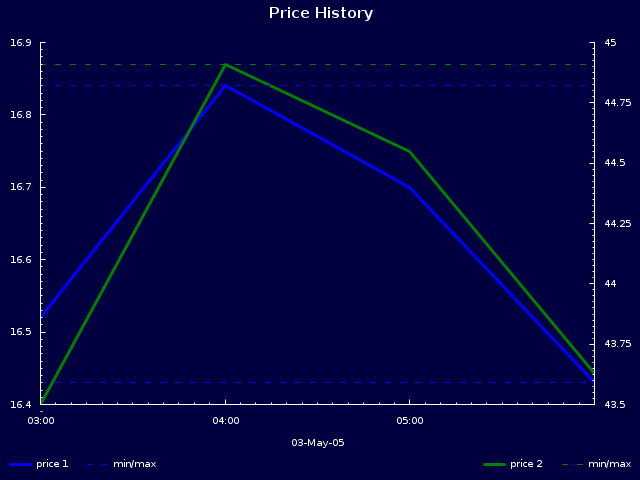 Price History
16.9 45
16.8 44.75
16.7 44.5
16.6 44.25
16.5 44
16.4 43.75
43.5
03:00 04:00 05:00
03-May-05
price 1 min/max price 2 min/max